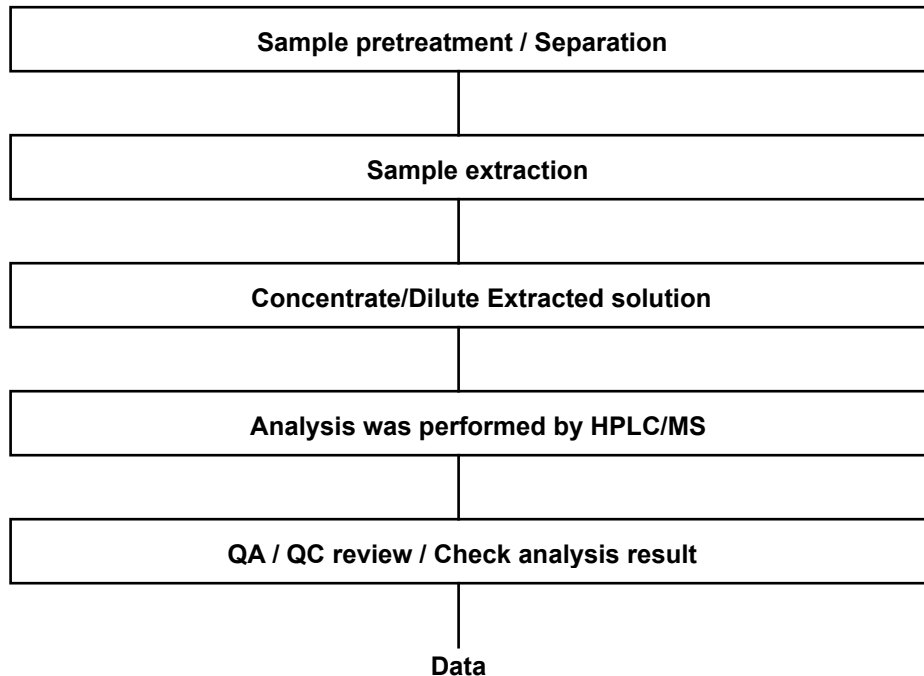 Sample pretreatment / Separation
Sample extraction
Concentrate/Dilute Extracted solution
Analysis was performed by HPLC/MS
QA / QC review / Check analysis result
Data